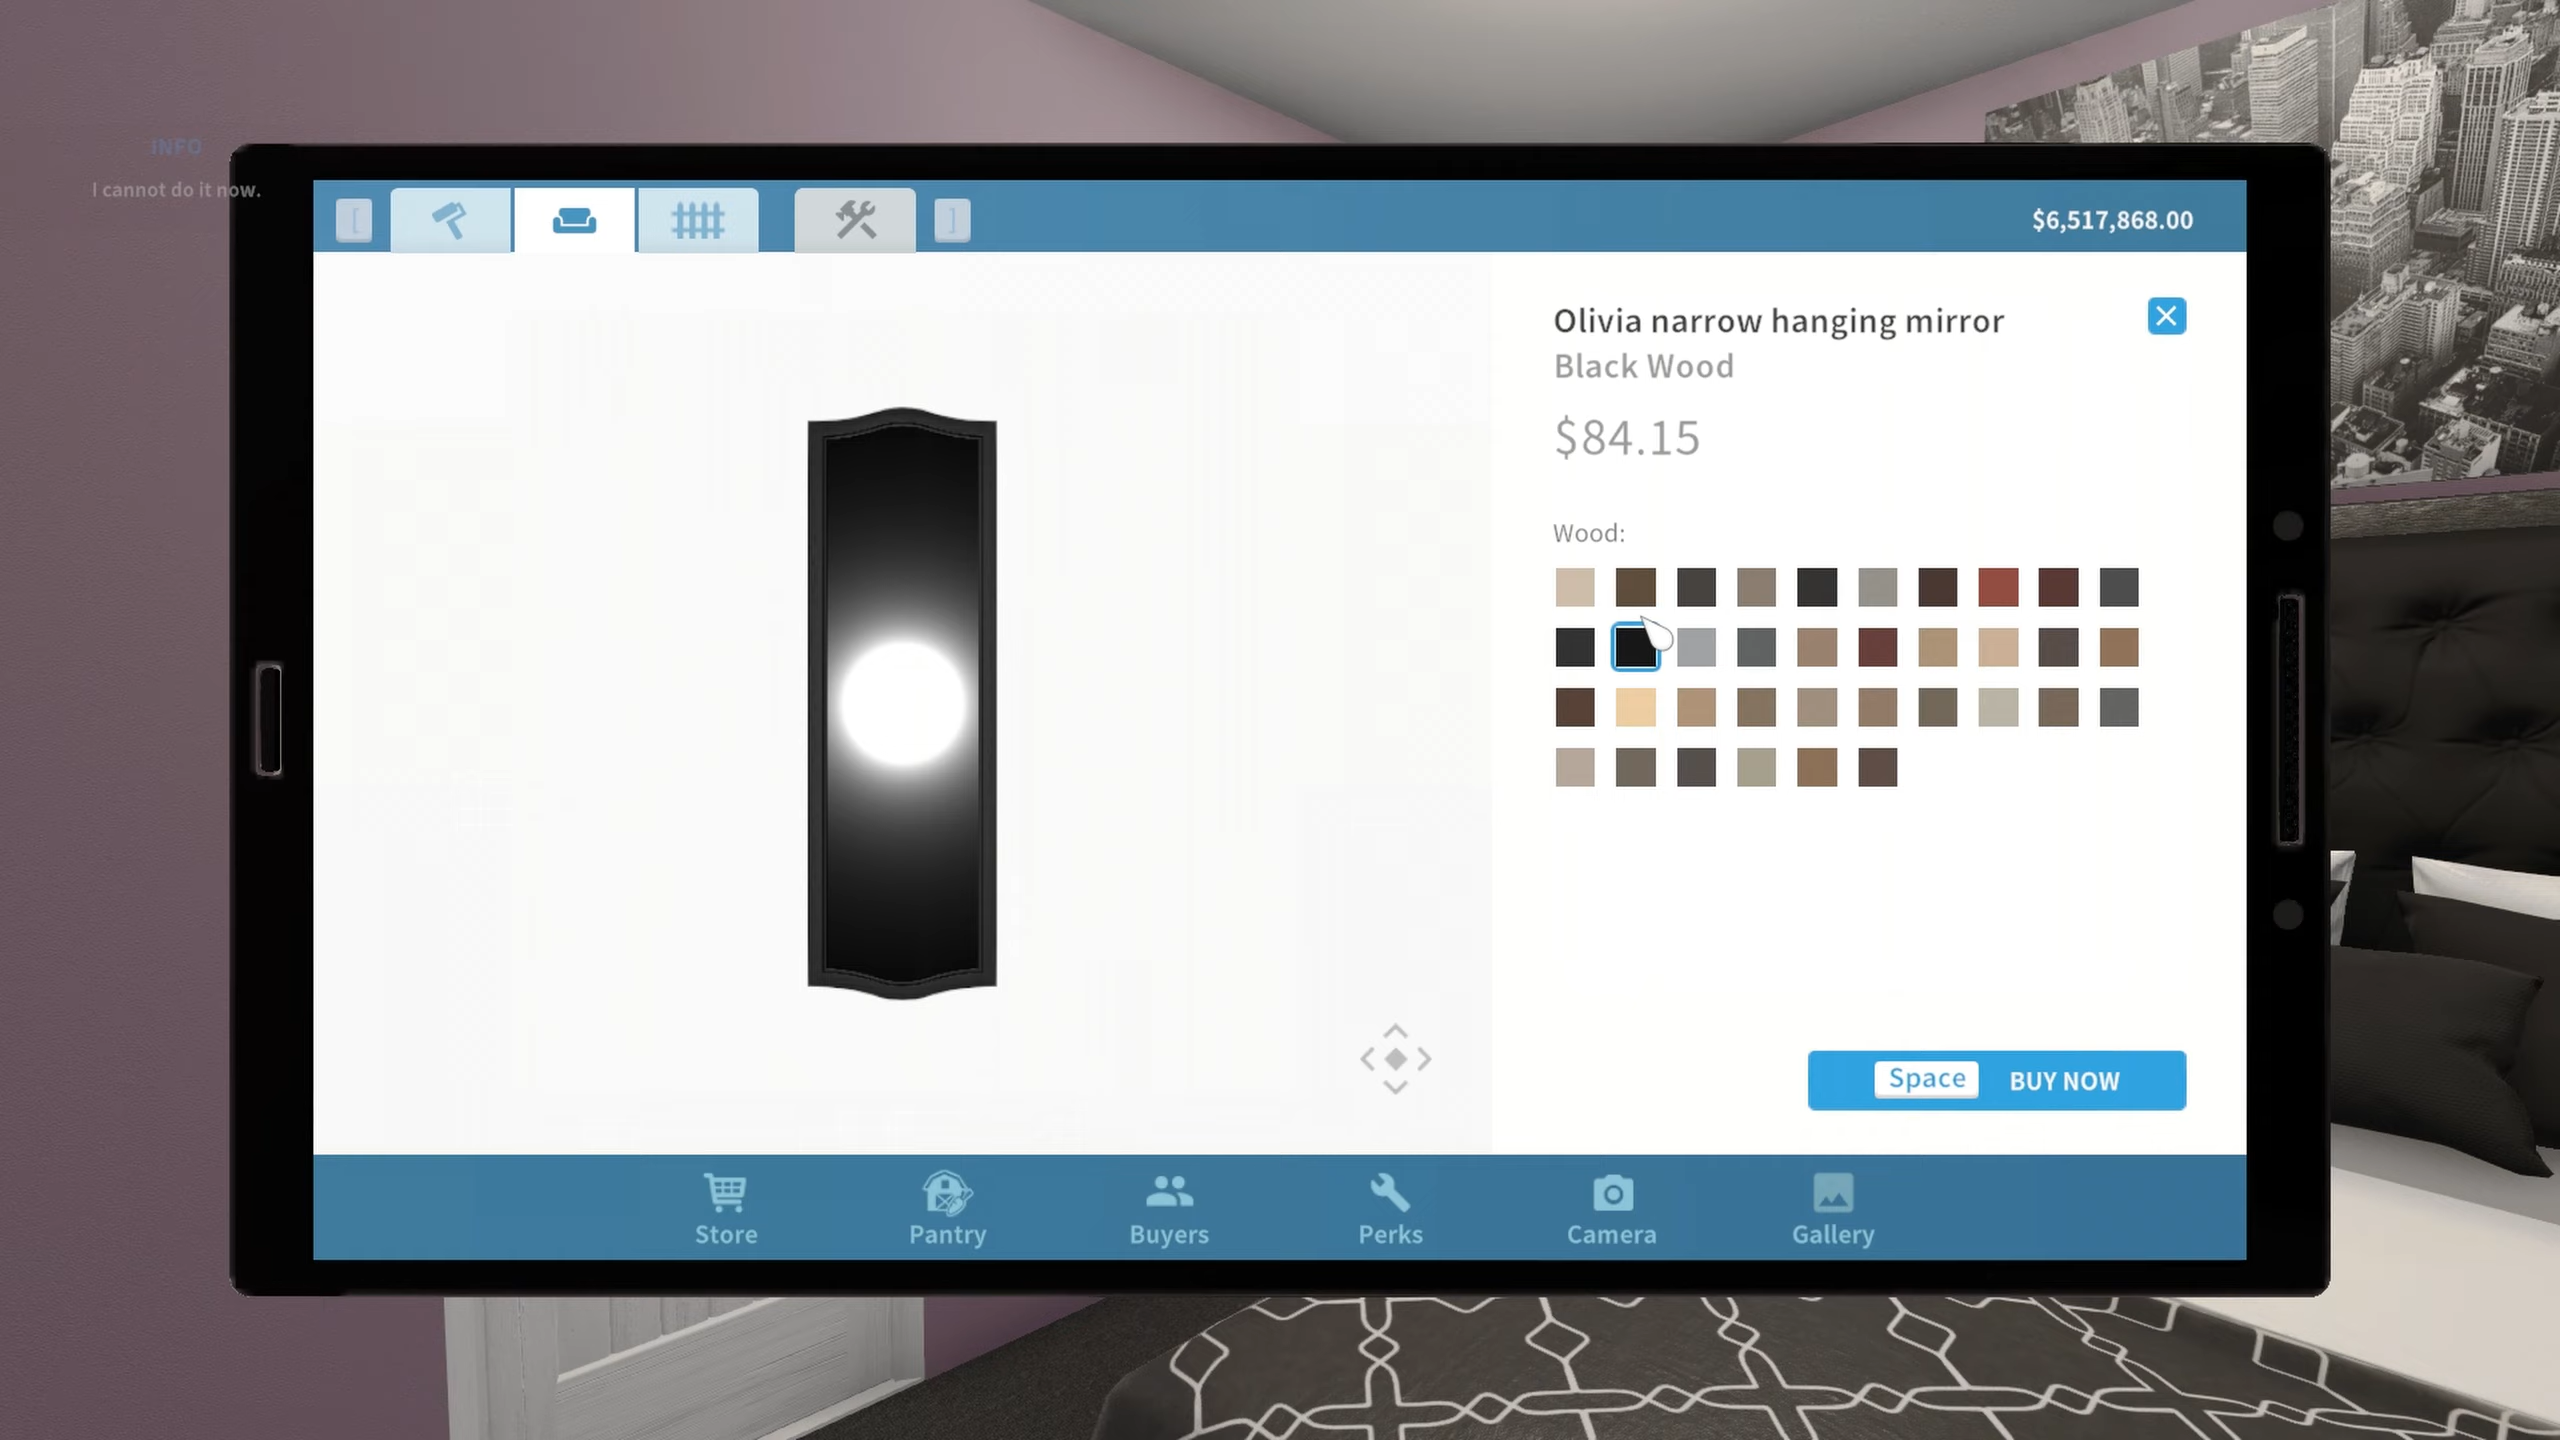 INFO
I cannot do it now.
[
]
$6,517,868.00
Olivia narrow hanging mirror
Black Wood
$84.15
Wood:
Space BUY NOW
Store
Pantry
Buyers
Perks
Camera
Gallery